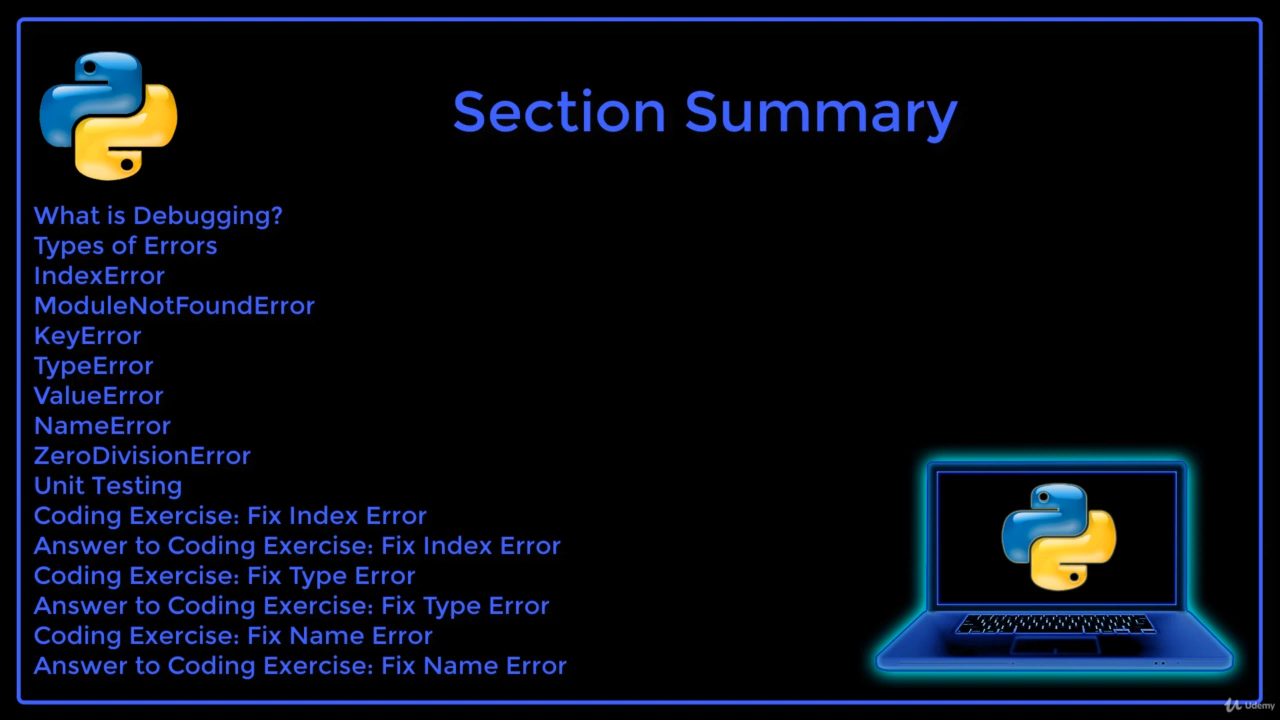 Section Summary
What is Debugging?
Types of Errors
IndexError
ModuleNotFoundError
KeyError
TypeError
ValueError
NameError
ZeroDivisionError
Unit Testing
Coding Exercise: Fix Index Error
Answer to Coding Exercise: Fix Index Error
Coding Exercise: Fix Type Error
Answer to Coding Exercise: Fix Type Error
Coding Exercise: Fix Name Error
Answer to Coding Exercise: Fix Name Error
Udemy